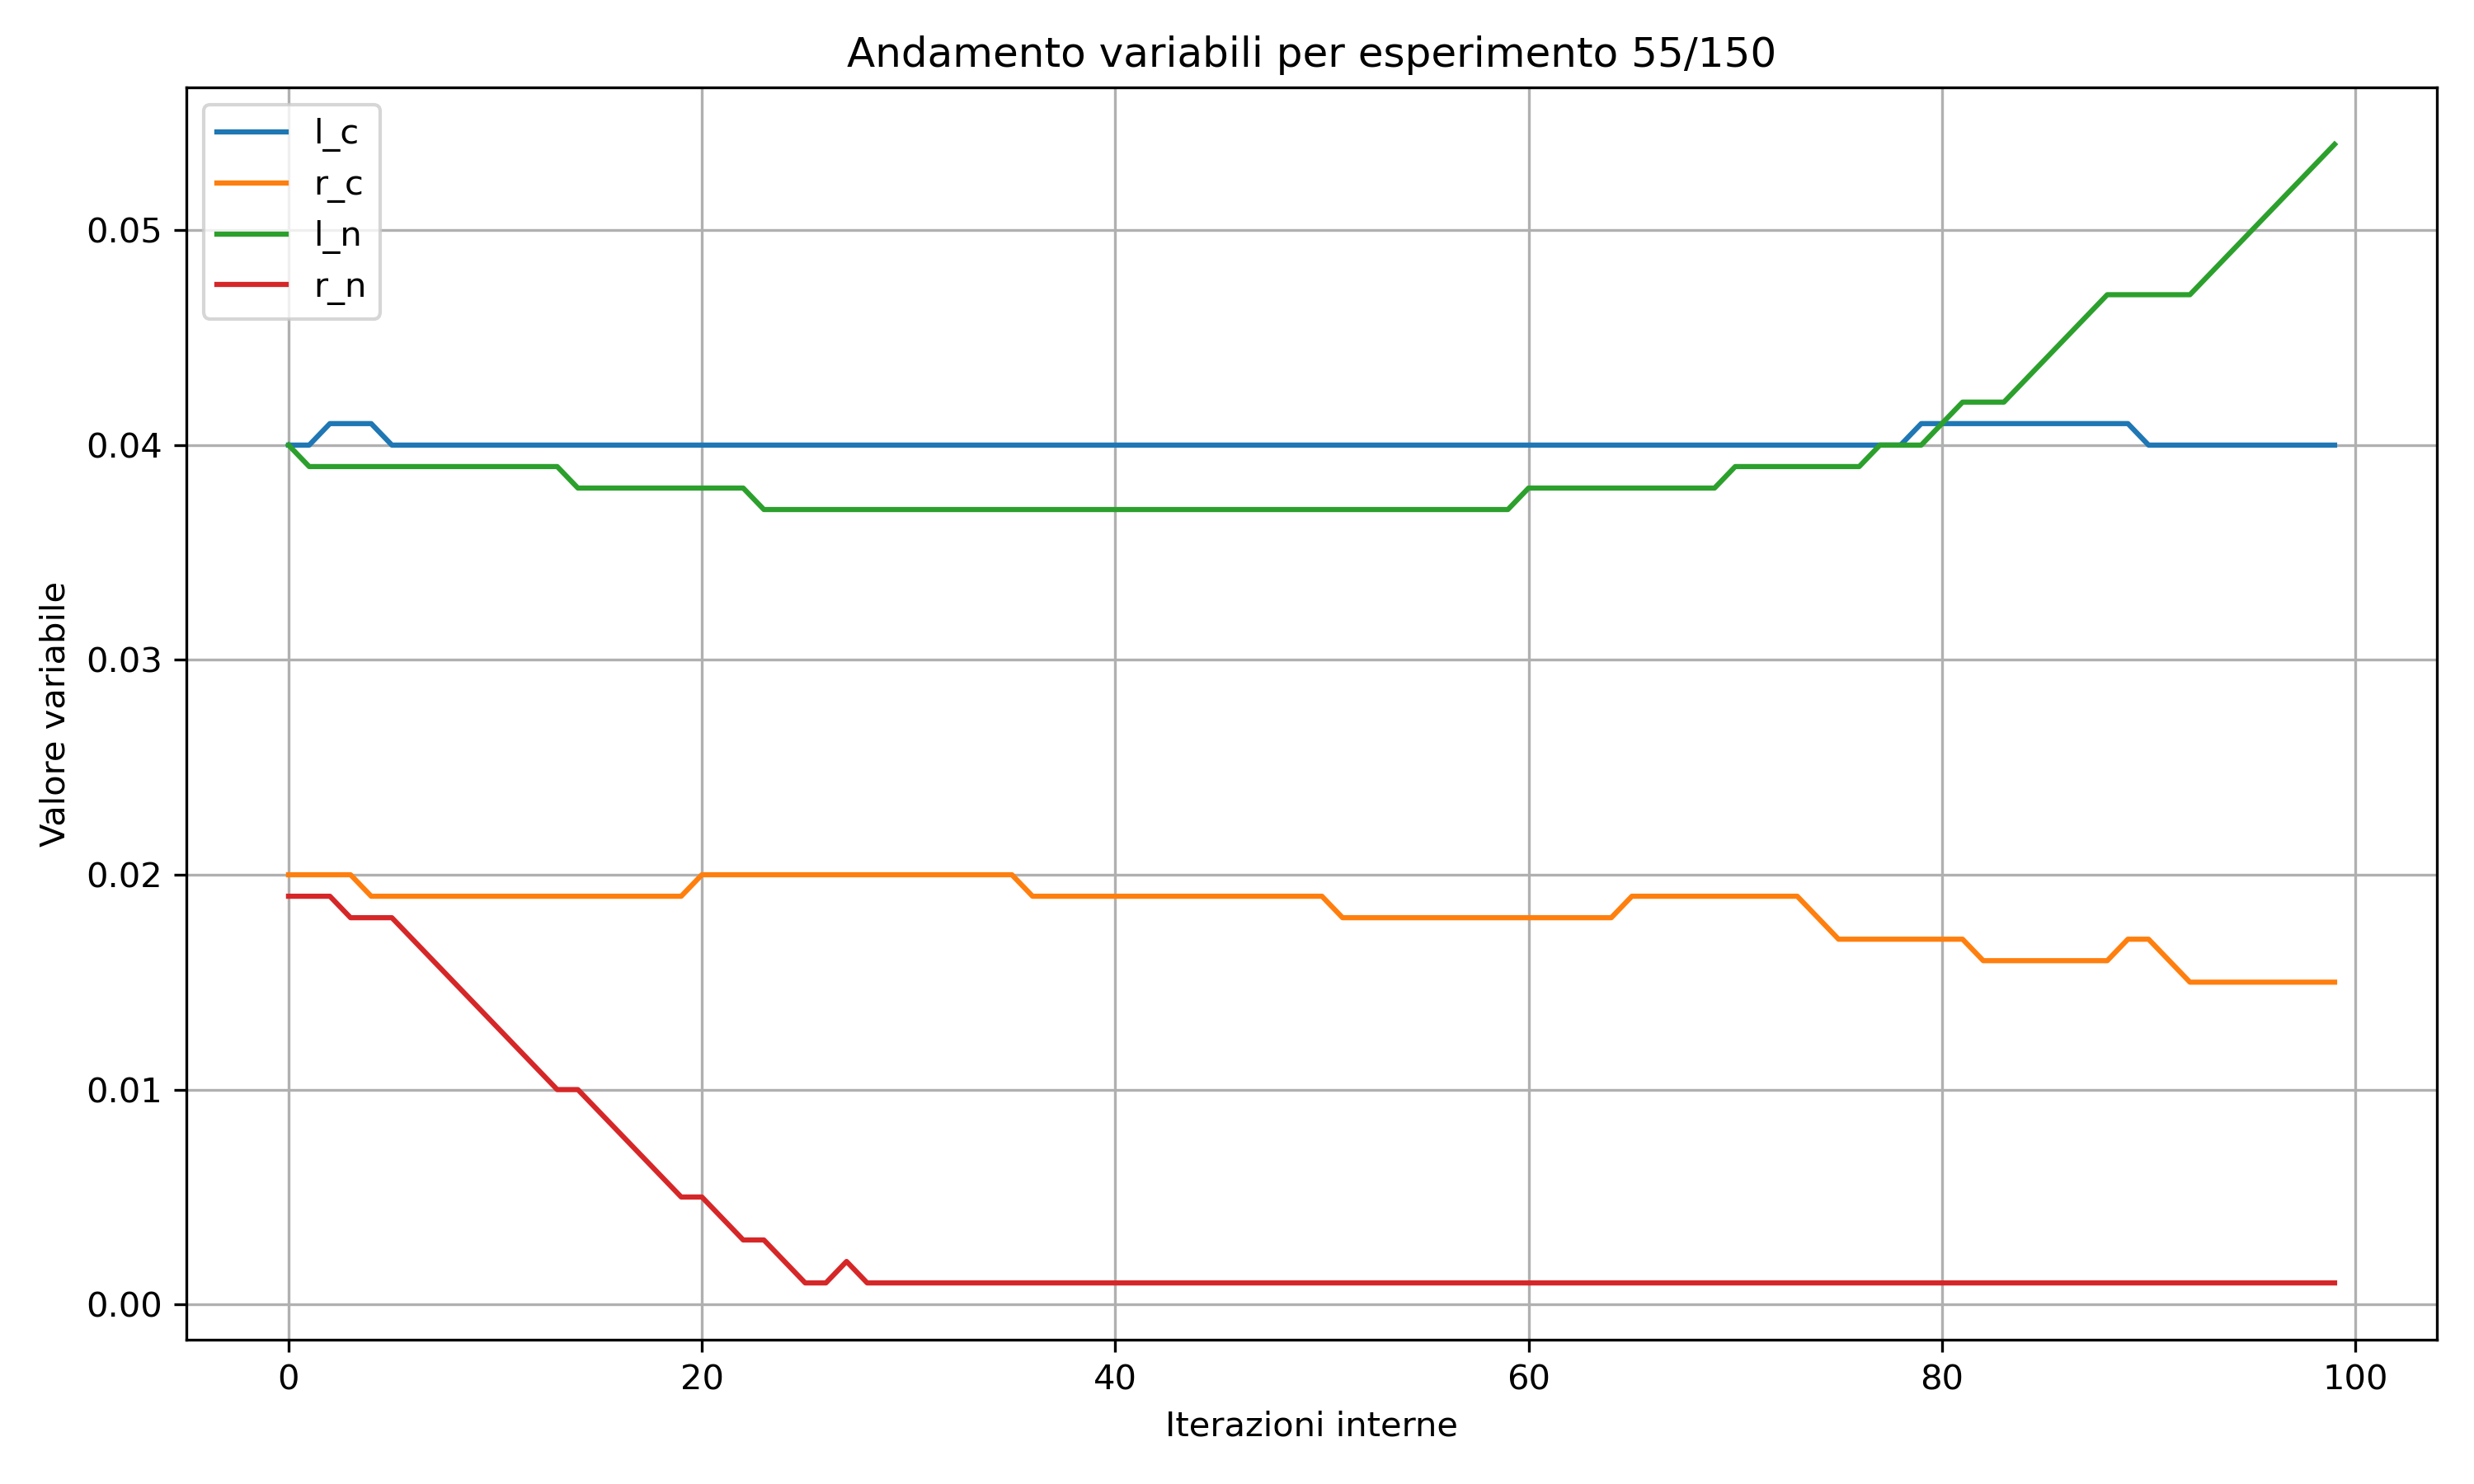 Andamento variabili per esperimento 55/150
l_c
r_c
l_n
r_n
Valore variabile
0.05
0.04
0.03
0.02
0.01
0.00
0 20 40 60 80 100
Iterazioni interne